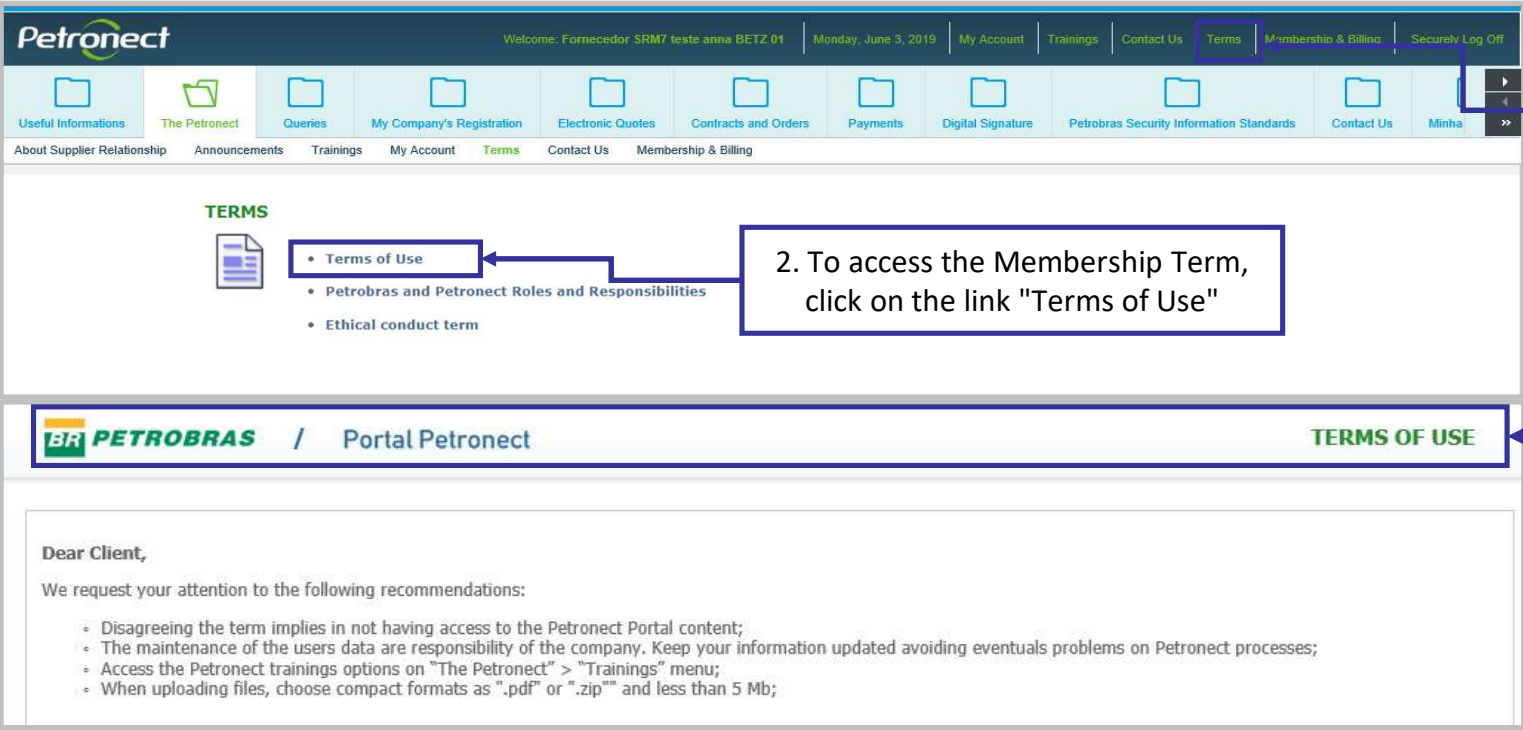 Petronect
Welcome: Fornecedor SRM7 teste anna BETZ 01 Monday, June 3, 2019 My Account Trainings Contact Us Terms Membership & Billing Securely Log Off
Useful Informations The Petronect Queries My Company's Registration Electronic Quotes Contracts and Orders Payments Digital Signature Petrobras Security Information Standards Contact Us Minha
About Supplier Relationship Announcements Trainings My Account Terms Contact Us Membership & Billing
TERMS
• Terms of Use
• Petrobras and Petronect Roles and Responsibilities
• Ethical conduct term
2. To access the Membership Term,
click on the link "Terms of Use"
BR PETROBRAS / Portal Petronect TERMS OF USE
Dear Client,
We request your attention to the following recommendations:
◦ Disagreeing the term implies in not having access to the Petronect Portal content;
◦ The maintenance of the users data are responsibility of the company. Keep your information updated avoiding eventuals problems on Petronect processes;
◦ Access the Petronect trainings options on "The Petronect" > "Trainings" menu;
◦ When uploading files, choose compact formats as ".pdf" or ".zip"" and less than 5 Mb;